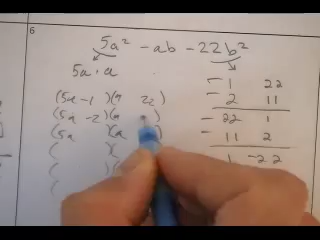 6
5a² - ab - 22b²
5a · a
(5a - 1)(a 22)
(5a - 2)(a )
(5a )(a )
( )(
( )(
(
- 1 22
- 2 11
- 22 1
- 11 2
1 -22